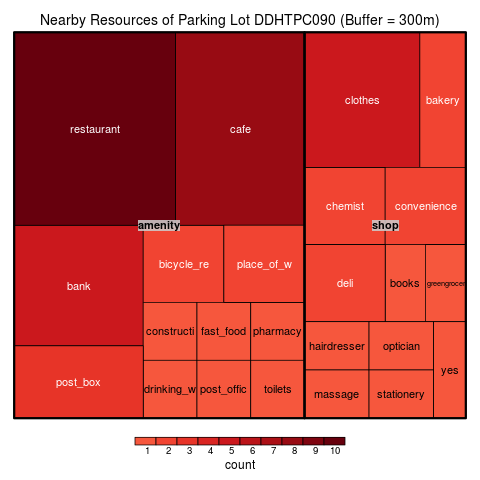 Nearby Resources of Parking Lot DDHTPC090 (Buffer = 300m)
restaurant
cafe
clothes
bakery
chemist
convenience
amenity
shop
bank
bicycle_re
place_of_w
deli
books
greengrocer
constructi
fast_food
pharmacy
hairdresser
optician
yes
post_box
drinking_w
post_offic
toilets
massage
stationery
1 2 3 4 5 6 7 8 9 10
count